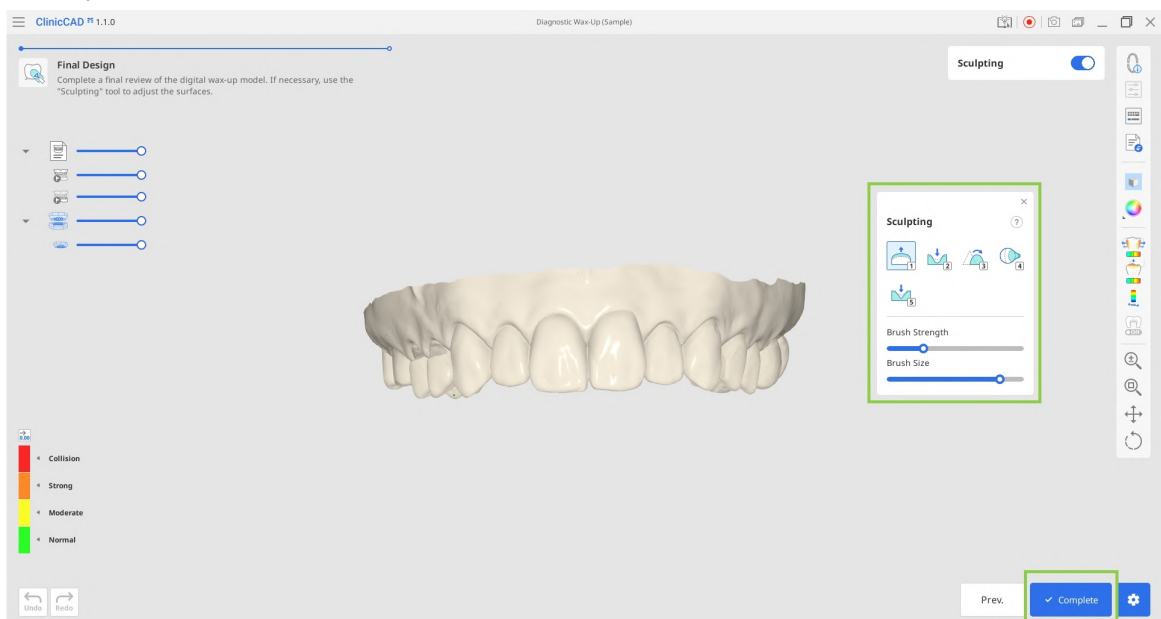 ClinicCAD 1.1.0
Diagnostic Wax-Up (Sample)
Final Design
Complete a final review of the digital wax-up model. If necessary, use the
"Sculpting" tool to adjust the surfaces.
Sculpting
Sculpting
?
1
2
3
4
5
Brush Strength
Brush Size
0.00
Collision
Strong
Moderate
Normal
Undo
Redo
Prev.
Complete